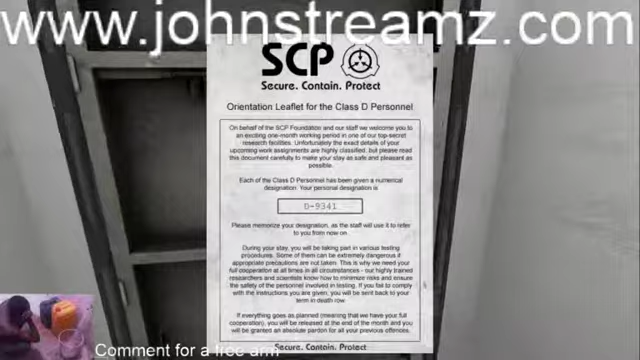 www.johnstreamz.com
SCP
Secure. Contain. Protect
Orientation Leaflet for the Class D Personnel
On behalf of the SCP Foundation and our staff we welcome you to
an exciting one-month working period in one of our top-secret
research facilities. Unfortunately the exact details of your
upcoming work assignments are highly classified, but please read
this document carefully to make your stay as safe and pleasant as
possible.
Each of the Class D Personnel has been given a numerical
designation. Your personal designation is
D-9341
Please memorize your designation, as the staff will use it to refer
to you from now on.
During your stay, you will be taking part in various testing
procedures. Some of them can be extremely dangerous if
appropriate precautions are not taken. This is why we need your
full cooperation at all times in all circumstances - our highly trained
researchers and scientists know how to minimize risks and ensure
the safety of the personnel involved in testing. If you fail to comply
with the instructions you are given, you will be sent back to your
term in death row.
If everything goes as planned (meaning that we have your full
cooperation), you will be released at the end of the month and you
will be granted an absolute pardon for all your previous offences.
Secure. Contain. Protect
Comment for a free arm